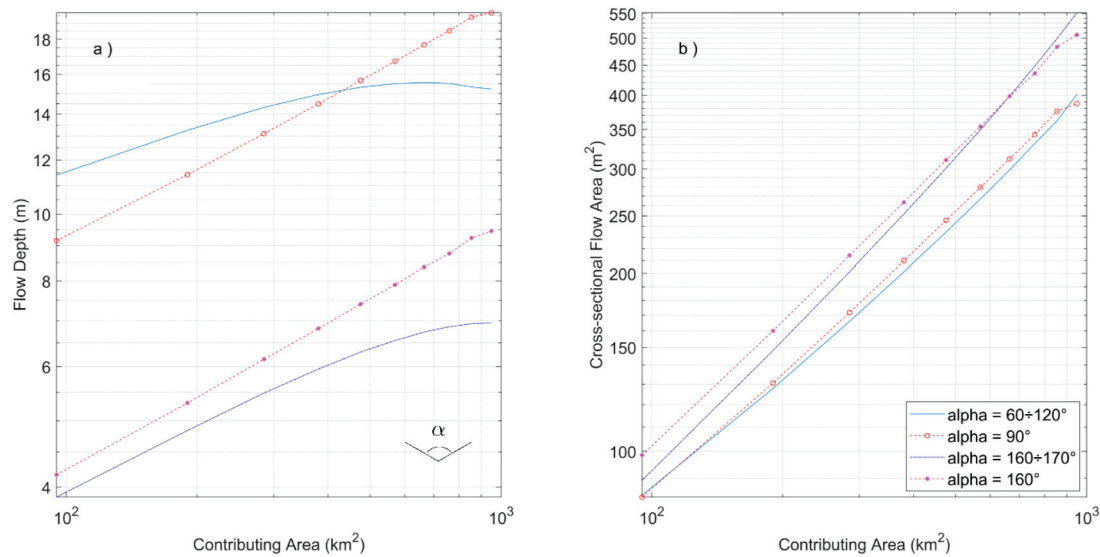 a )
Flow Depth (m)
18
16
14
12
10
8
6
4
α
10²
10³
Contributing Area (km²)
b )
Cross-sectional Flow Area (m²)
550
500
450
400
350
300
250
200
150
100
alpha = 60÷120°
alpha = 90°
alpha = 160÷170°
alpha = 160°
10²
10³
Contributing Area (km²)